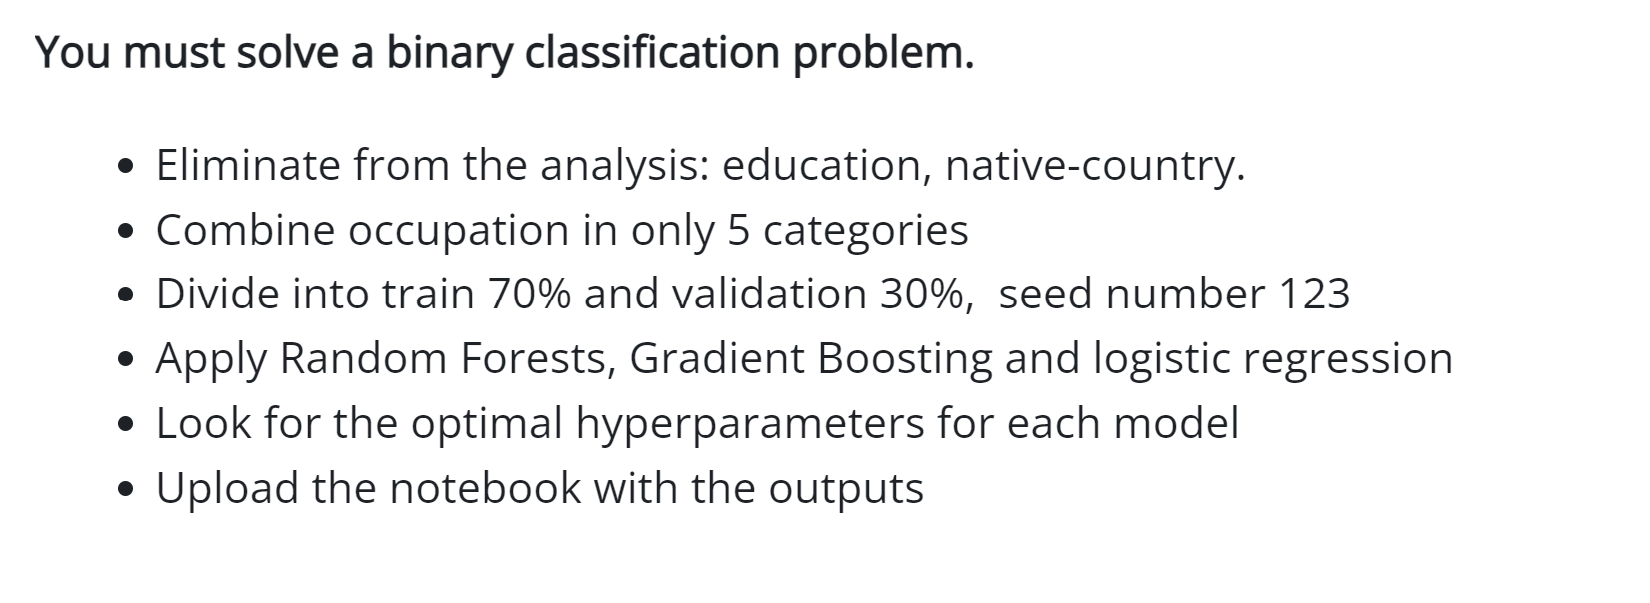 You must solve a binary classification problem.
• Eliminate from the analysis: education, native-country.
• Combine occupation in only 5 categories
• Divide into train 70% and validation 30%,  seed number 123
• Apply Random Forests, Gradient Boosting and logistic regression
• Look for the optimal hyperparameters for each model
• Upload the notebook with the outputs